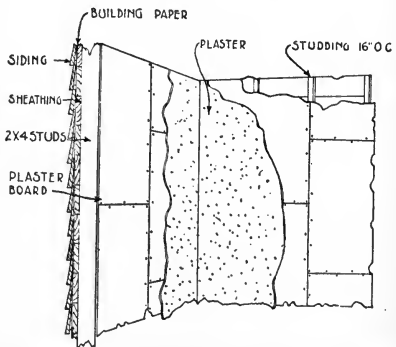 BUILDING PAPER
PLASTER
STUDDING 16" O C
SIDING
SHEATHING
2X4 STUDS
PLASTER
BOARD